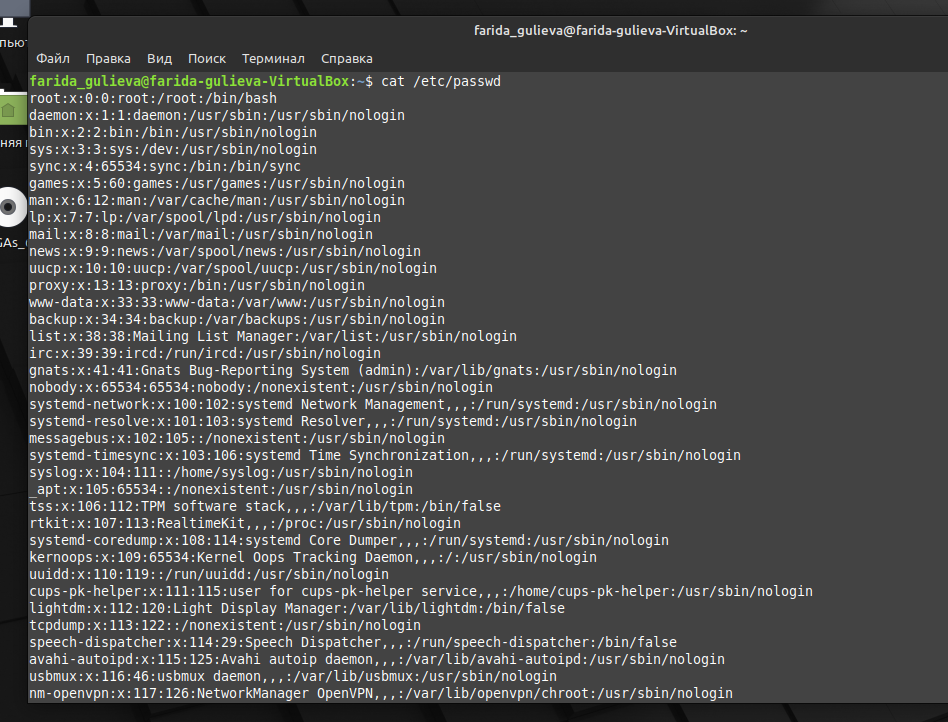 farida_gulieva@farida-gulieva-VirtualBox: ~
Файл Правка Вид Поиск Терминал Справка
farida_gulieva@farida-gulieva-VirtualBox:~$ cat /etc/passwd
root:x:0:0:root:/root:/bin/bash
daemon:x:1:1:daemon:/usr/sbin:/usr/sbin/nologin
bin:x:2:2:bin:/bin:/usr/sbin/nologin
sys:x:3:3:sys:/dev:/usr/sbin/nologin
sync:x:4:65534:sync:/bin:/bin/sync
games:x:5:60:games:/usr/games:/usr/sbin/nologin
man:x:6:12:man:/var/cache/man:/usr/sbin/nologin
lp:x:7:7:lp:/var/spool/lpd:/usr/sbin/nologin
mail:x:8:8:mail:/var/mail:/usr/sbin/nologin
news:x:9:9:news:/var/spool/news:/usr/sbin/nologin
uucp:x:10:10:uucp:/var/spool/uucp:/usr/sbin/nologin
proxy:x:13:13:proxy:/bin:/usr/sbin/nologin
www-data:x:33:33:www-data:/var/www:/usr/sbin/nologin
backup:x:34:34:backup:/var/backups:/usr/sbin/nologin
list:x:38:38:Mailing List Manager:/var/list:/usr/sbin/nologin
irc:x:39:39:ircd:/run/ircd:/usr/sbin/nologin
gnats:x:41:41:Gnats Bug-Reporting System (admin):/var/lib/gnats:/usr/sbin/nologin
nobody:x:65534:65534:nobody:/nonexistent:/usr/sbin/nologin
systemd-network:x:100:102:systemd Network Management,,,:/run/systemd:/usr/sbin/nologin
systemd-resolve:x:101:103:systemd Resolver,,,:/run/systemd:/usr/sbin/nologin
messagebus:x:102:105::/nonexistent:/usr/sbin/nologin
systemd-timesync:x:103:106:systemd Time Synchronization,,,:/run/systemd:/usr/sbin/nologin
syslog:x:104:111::/home/syslog:/usr/sbin/nologin
_apt:x:105:65534::/nonexistent:/usr/sbin/nologin
tss:x:106:112:TPM software stack,,,:/var/lib/tpm:/bin/false
rtkit:x:107:113:RealtimeKit,,,:/proc:/usr/sbin/nologin
systemd-coredump:x:108:114:systemd Core Dumper,,,:/run/systemd:/usr/sbin/nologin
kernoops:x:109:65534:Kernel Oops Tracking Daemon,,,:/:/usr/sbin/nologin
uuidd:x:110:119::/run/uuidd:/usr/sbin/nologin
cups-pk-helper:x:111:115:user for cups-pk-helper service,,,:/home/cups-pk-helper:/usr/sbin/nologin
lightdm:x:112:120:Light Display Manager:/var/lib/lightdm:/bin/false
tcpdump:x:113:122::/nonexistent:/usr/sbin/nologin
speech-dispatcher:x:114:29:Speech Dispatcher,,,:/run/speech-dispatcher:/bin/false
avahi-autoipd:x:115:125:Avahi autoip daemon,,,:/var/lib/avahi-autoipd:/usr/sbin/nologin
usbmux:x:116:46:usbmux daemon,,,:/var/lib/usbmux:/usr/sbin/nologin
nm-openvpn:x:117:126:NetworkManager OpenVPN,,,:/var/lib/openvpn/chroot:/usr/sbin/nologin